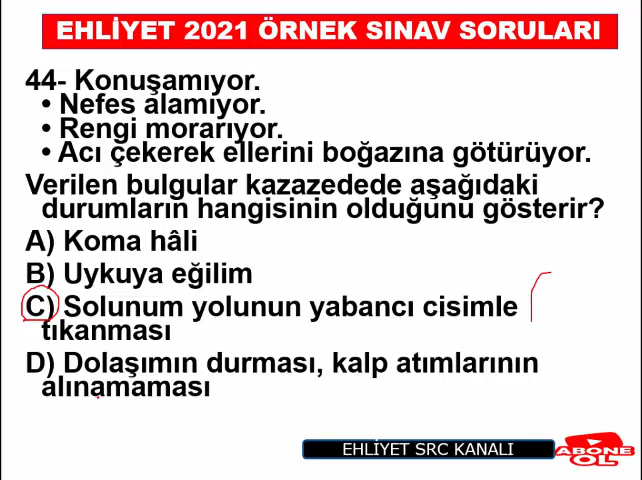 EHLİYET 2021 ÖRNEK SINAV SORULARI
44- Konuşamıyor.
• Nefes alamıyor.
• Rengi morarıyor.
• Acı çekerek ellerini boğazına götürüyor.
Verilen bulgular kazazedede aşağıdaki
durumların hangisinin olduğunu gösterir?
A) Koma hâli
B) Uykuya eğilim
C) Solunum yolunun yabancı cisimle
tıkanması
D) Dolaşımın durması, kalp atımlarının
alınamaması
EHLİYET SRC KANALI
ABONE
OL